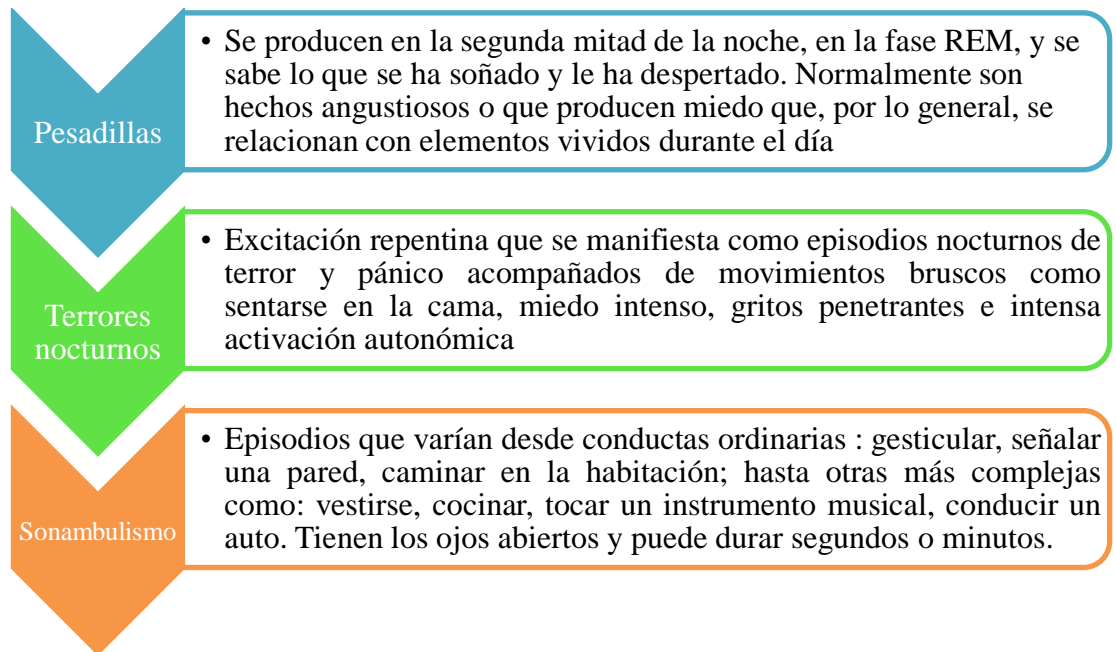 Pesadillas
• Se producen en la segunda mitad de la noche, en la fase REM, y se
sabe lo que se ha soñado y le ha despertado. Normalmente son
hechos angustiosos o que producen miedo que, por lo general, se
relacionan con elementos vividos durante el día
Terrores
nocturnos
• Excitación repentina que se manifiesta como episodios nocturnos de
terror y pánico acompañados de movimientos bruscos como
sentarse en la cama, miedo intenso, gritos penetrantes e intensa
activación autonómica
Sonambulismo
• Episodios que varían desde conductas ordinarias : gesticular, señalar
una pared, caminar en la habitación; hasta otras más complejas
como: vestirse, cocinar, tocar un instrumento musical, conducir un
auto. Tienen los ojos abiertos y puede durar segundos o minutos.